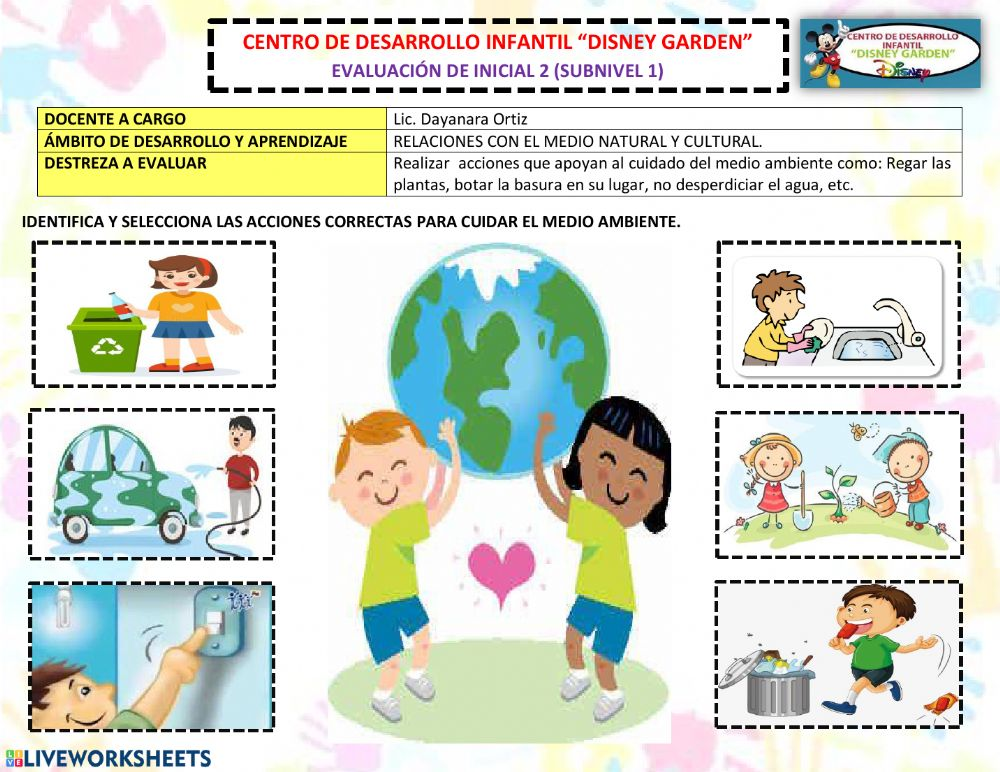 CENTRO DE DESARROLLO INFANTIL “DISNEY GARDEN”
EVALUACIÓN DE INICIAL 2 (SUBNIVEL 1)
CENTRO DE DESARROLLO
INFANTIL
“DISNEY GARDEN”
Disney
DOCENTE A CARGO Lic. Dayanara Ortiz
ÁMBITO DE DESARROLLO Y APRENDIZAJE RELACIONES CON EL MEDIO NATURAL Y CULTURAL.
DESTREZA A EVALUAR Realizar acciones que apoyan al cuidado del medio ambiente como: Regar las
plantas, botar la basura en su lugar, no desperdiciar el agua, etc.
IDENTIFICA Y SELECCIONA LAS ACCIONES CORRECTAS PARA CUIDAR EL MEDIO AMBIENTE.
LIVE LIVEWORKSHEETS